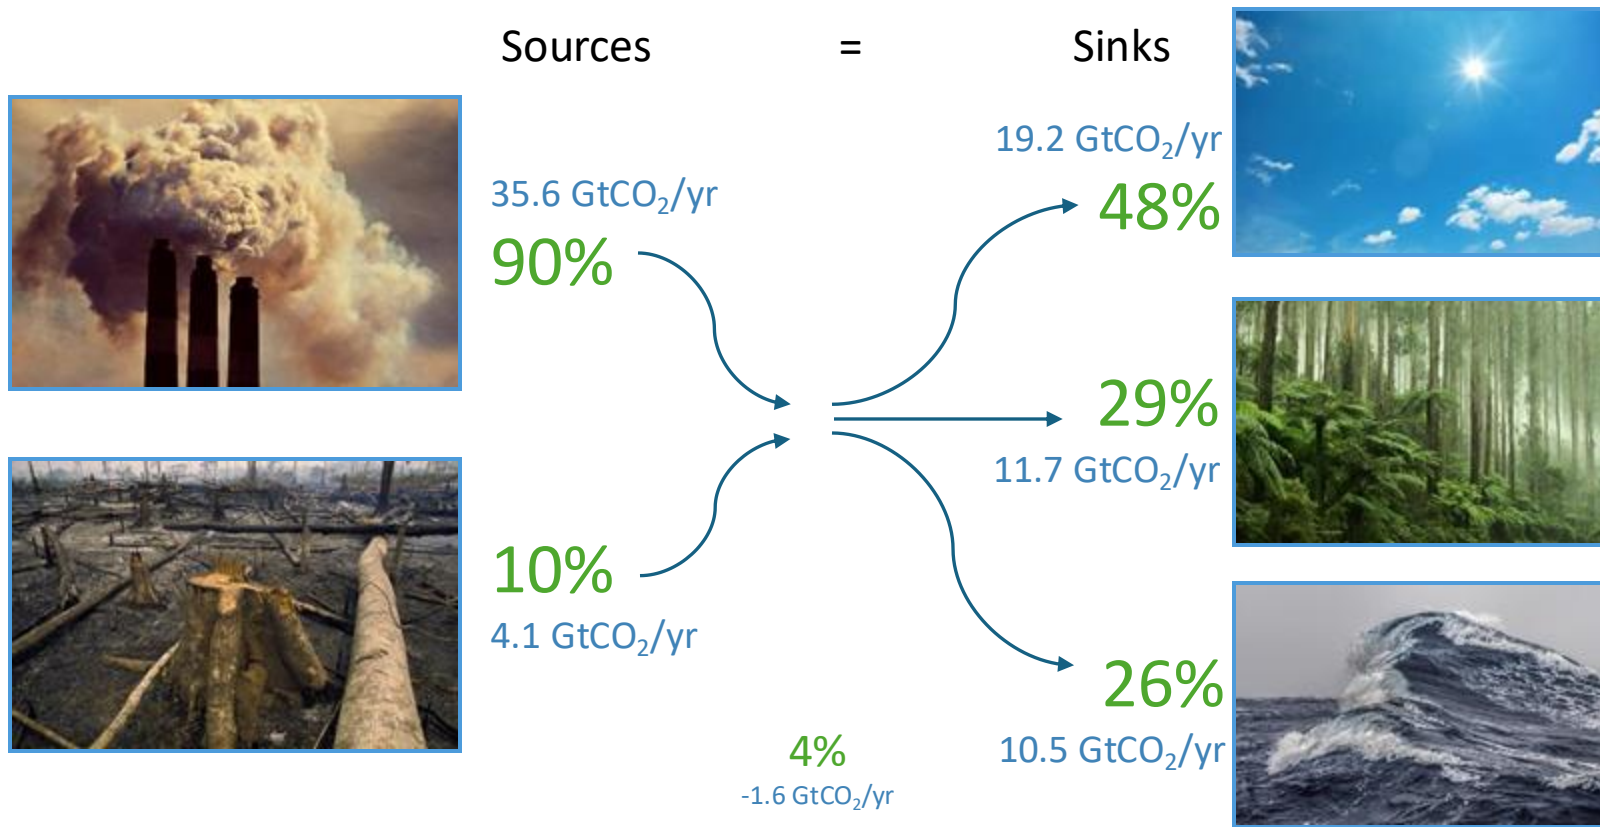 Sources = Sinks
35.6 GtCO₂/yr
90%
10%
4.1 GtCO₂/yr
19.2 GtCO₂/yr
48%
29%
11.7 GtCO₂/yr
26%
10.5 GtCO₂/yr
4%
-1.6 GtCO₂/yr